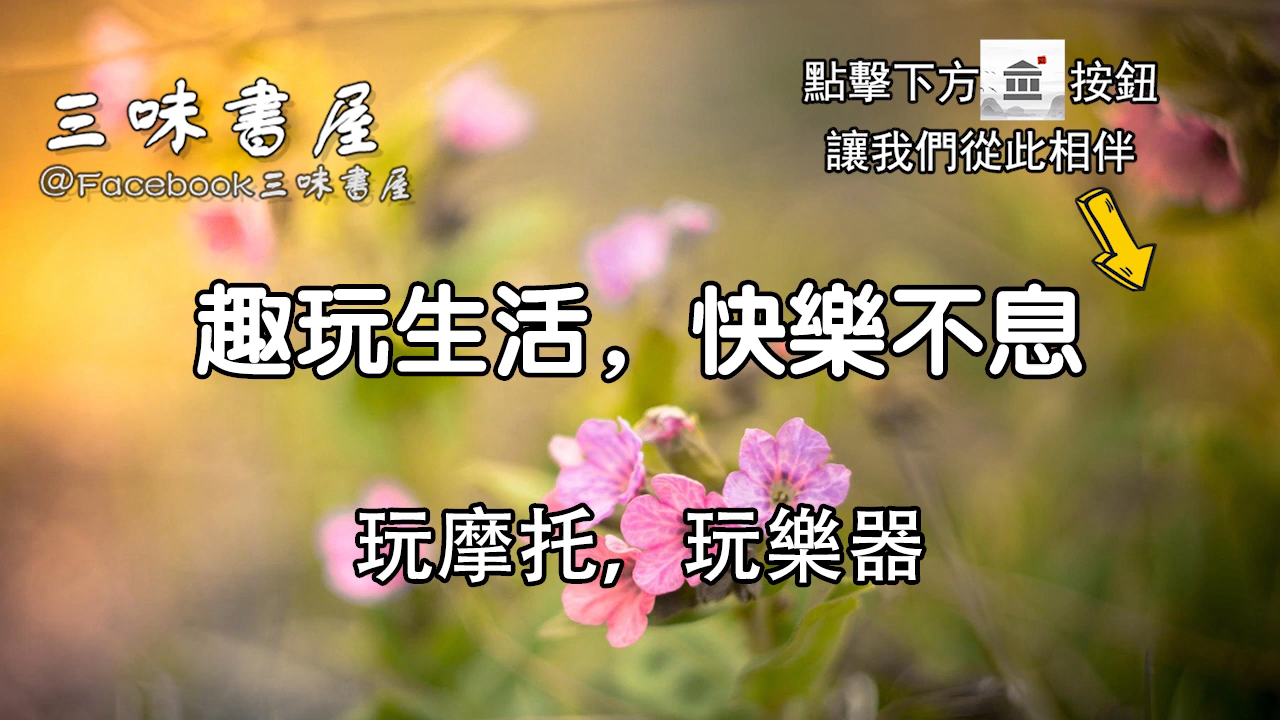 三味書屋
@Facebook三味書屋
點擊下方 按鈕
讓我們從此相伴
趣玩生活，快樂不息
玩摩托，玩樂器